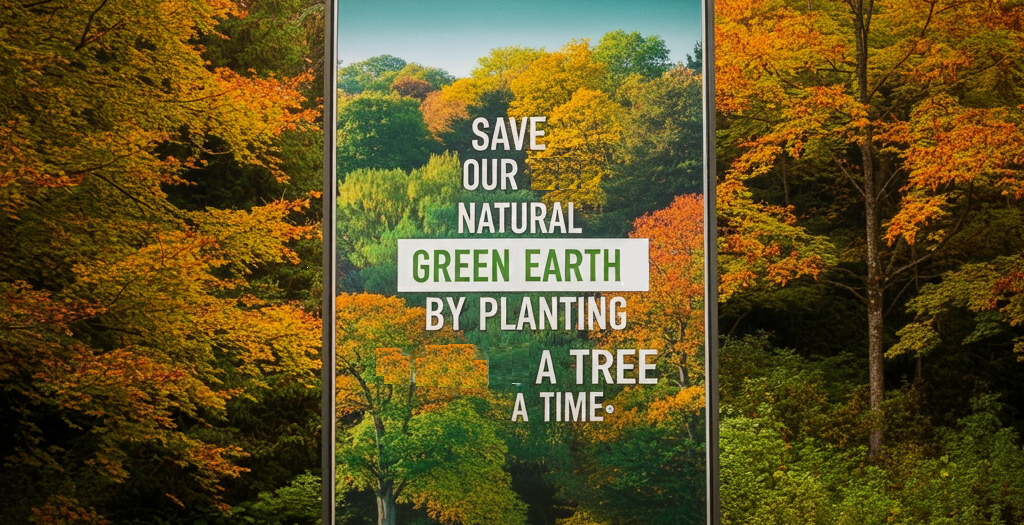 SAVE
OUR
NATURAL
GREEN EARTH
BY PLANTING
A TREE
A TIME.